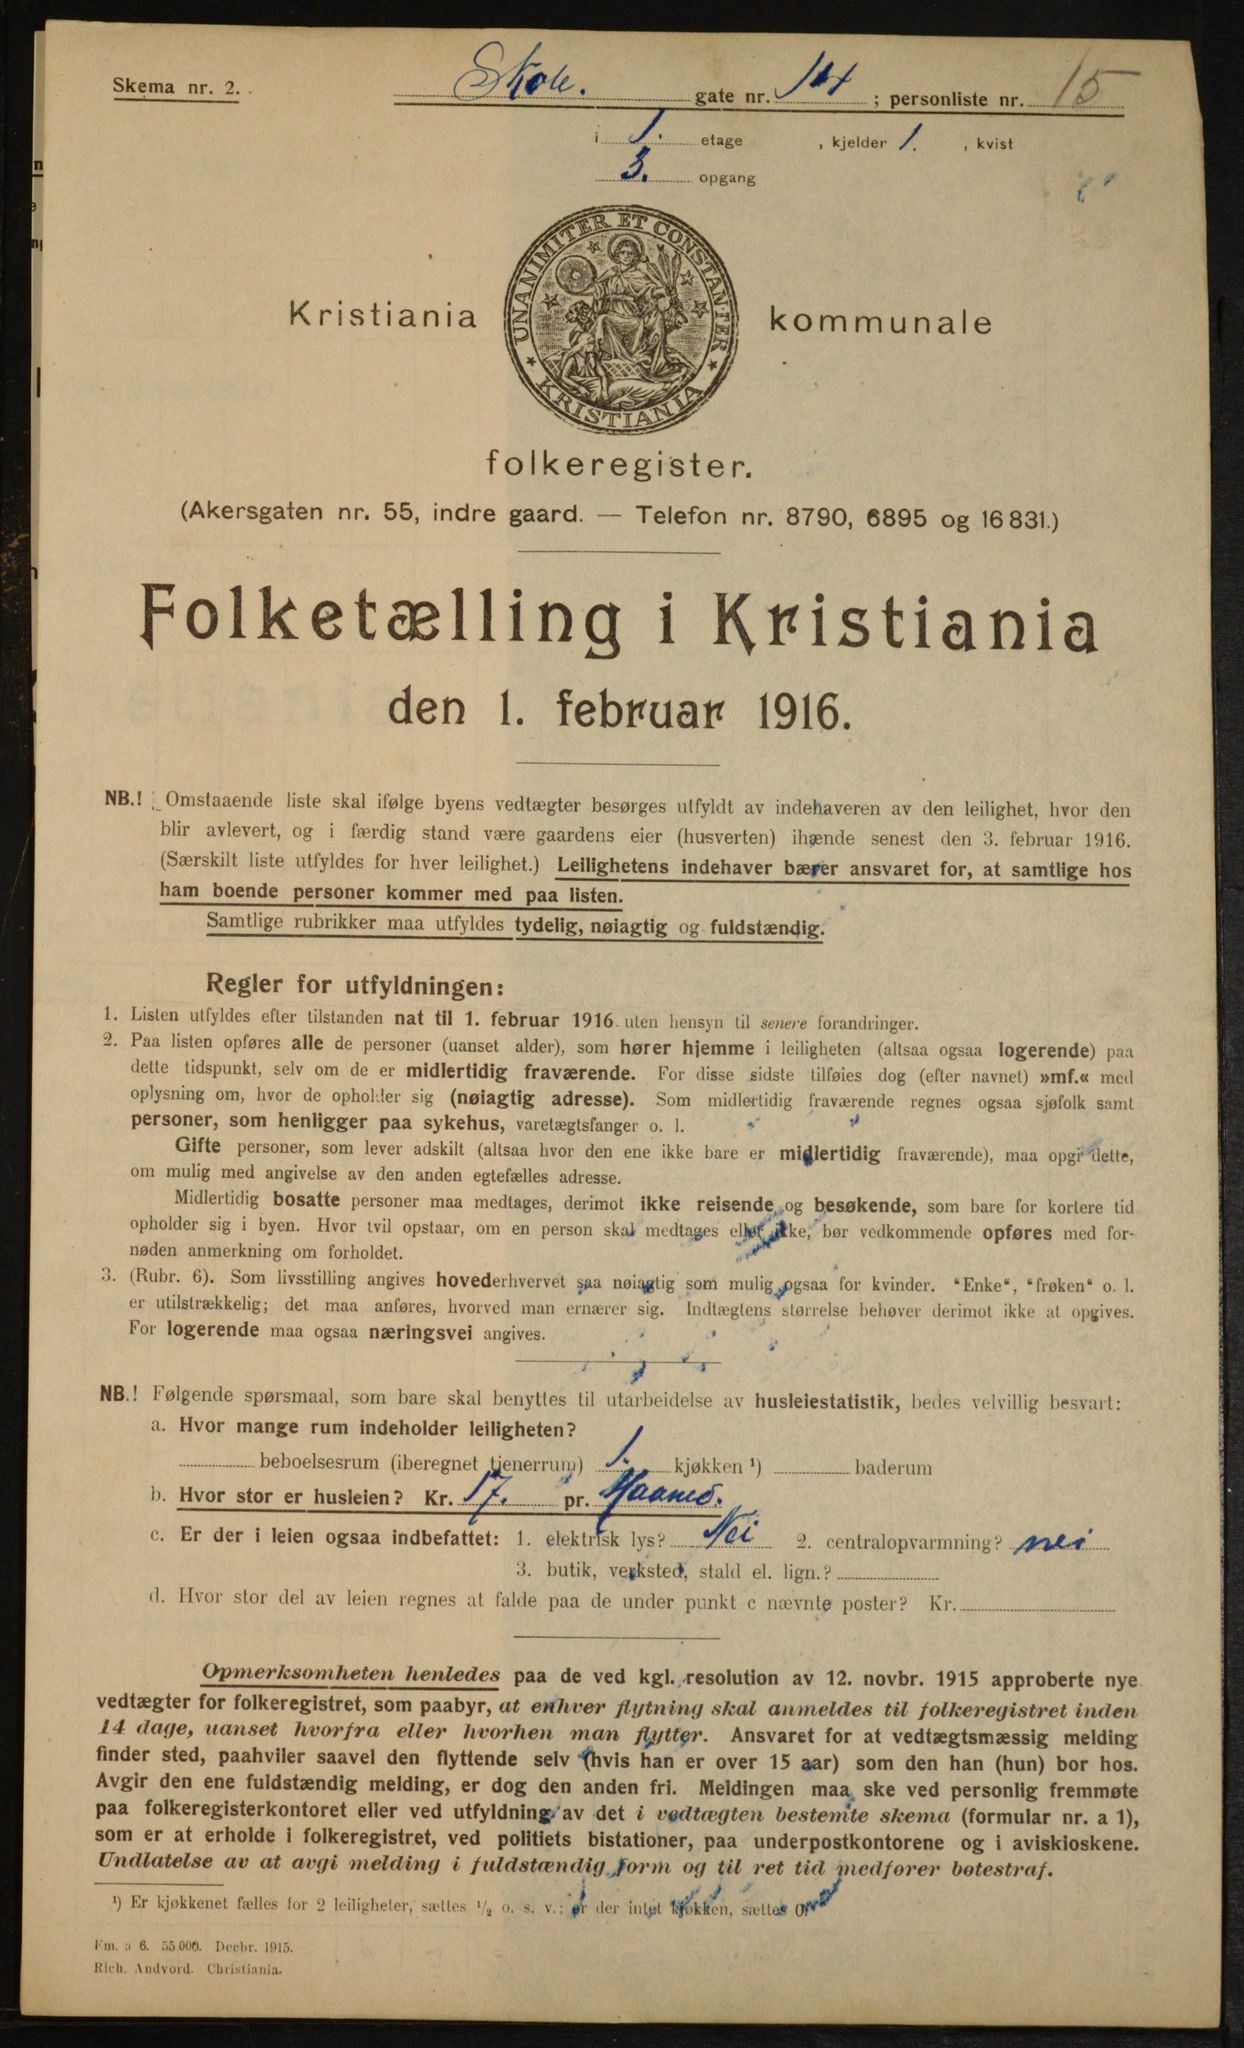 Skema nr. 2.
Skole. gate nr. 14 ; personliste nr. 15
i 1. etage , kjelder 1. , kvist
3. opgang
UNANIMITER ET CONSTANTER
KRISTIANIA
Kristiania kommunale
folkeregister.
(Akersgaten nr. 55, indre gaard. — Telefon nr. 8790, 6895 og 16 831.)
Folketælling i Kristiania
den 1. februar 1916.
NB.! Omstaaende liste skal ifølge byens vedtægter besørges utfyldt av indehaveren av den leilighet, hvor den
blir avlevert, og i færdig stand være gaardens eier (husverten) ihænde senest den 3. februar 1916.
(Særskilt liste utfyldes for hver leilighet.) Leilighetens indehaver bærer ansvaret for, at samtlige hos
ham boende personer kommer med paa listen.
Samtlige rubrikker maa utfyldes tydelig, nøiagtig og fuldstændig.
Regler for utfyldningen:
1. Listen utfyldes efter tilstanden nat til 1. februar 1916 uten hensyn til senere forandringer.
2. Paa listen opføres alle de personer (uanset alder), som hører hjemme i leiligheten (altsaa ogsaa logerende) paa
dette tidspunkt, selv om de er midlertidig fraværende. For disse sidste tilføies dog (efter navnet) »mf.« med
oplysning om, hvor de opholder sig (nøiagtig adresse). Som midlertidig fraværende regnes ogsaa sjøfolk samt
personer, som henligger paa sykehus, varetægtsfanger o. l.
Gifte personer, som lever adskilt (altsaa hvor den ene ikke bare er midlertidig fraværende), maa opgi dette,
om mulig med angivelse av den anden egtefælles adresse.
Midlertidig bosatte personer maa medtages, derimot ikke reisende og besøkende, som bare for kortere tid
opholder sig i byen. Hvor tvil opstaar, om en person skal medtages eller ikke, bør vedkommende opføres med for-
nøden anmerkning om forholdet.
3. (Rubr. 6). Som livsstilling angives hovederhvervet saa nøiagtig som mulig ogsaa for kvinder. "Enke", "frøken" o. l.
er utilstrækkelig; det maa anføres, hvorved man ernærer sig. Indtægtens størrelse behøver derimot ikke at opgives.
For logerende maa ogsaa næringsvei angives.
NB.! Følgende spørsmaal, som bare skal benyttes til utarbeidelse av husleiestatistik, bedes velvillig besvart:
a. Hvor mange rum indeholder leiligheten?
beboelsesrum (iberegnet tjenerrum) 1. kjøkken ¹) baderum
b. Hvor stor er husleien? Kr. 17. pr. Maaned.
c. Er der i leien ogsaa indbefattet: 1. elektrisk lys? Nei 2. centralopvarmning? nei
3. butik, verksted, stald el. lign.?
d. Hvor stor del av leien regnes at falde paa de under punkt c nævnte poster? Kr.
Opmerksomheten henledes paa de ved kgl. resolution av 12. novbr. 1915 approberte nye
vedtægter for folkeregistret, som paabyr, at enhver flytning skal anmeldes til folkeregistret inden
14 dage, uanset hvorfra eller hvorhen man flytter. Ansvaret for at vedtægtsmæssig melding
finder sted, paahviler saavel den flyttende selv (hvis han er over 15 aar) som den han (hun) bor hos.
Avgir den ene fuldstændig melding, er dog den anden fri. Meldingen maa ske ved personlig fremmøte
paa folkeregisterkontoret eller ved utfyldning av det i vedtægten bestemte skema (formular nr. a 1),
som er at erholde i folkeregistret, ved politiets bistationer, paa underpostkontorene og i aviskioskene.
Undlatelse av at avgi melding i fuldstændig form og til ret tid medfører bøtestraf.
¹) Er kjøkkenet fælles for 2 leiligheter, sættes ½ o. s. v.; er der intet kjøkken, sættes 0.
Fm. a 6. 55.000. Decbr. 1915.
Rich. Andvord. Christiania.